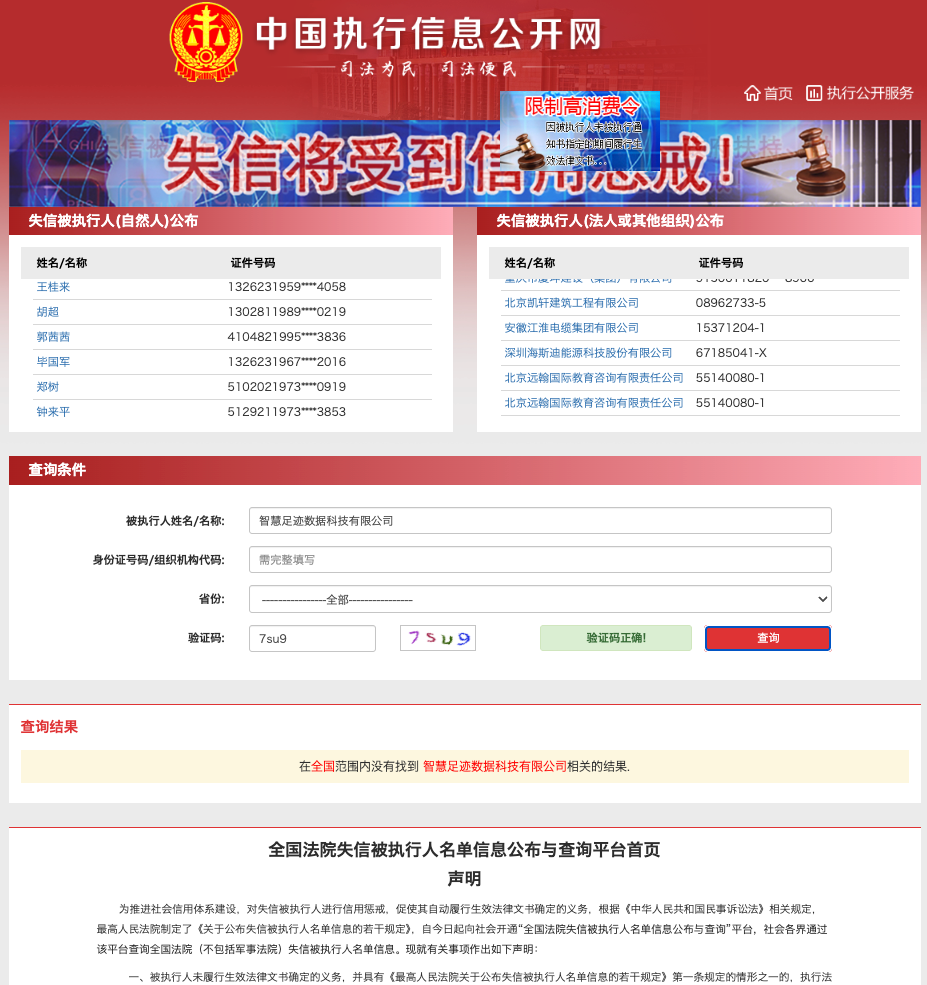 中国执行信息公开网
司法为民 司法便民
首页 执行公开服务
限制高消费令
因被执行人未按执行通
知书指定的期间履行生
效法律文书...
失信将受到信用惩戒!
失信被执行人(自然人)公布
姓名/名称 证件号码
王桂来 1326231959****4058
胡超 1302811989****0219
郭茜茜 4104821995****3836
毕国军 1326231967****2016
郑树 5102021973****0919
钟来平 5129211973****3853
失信被执行人(法人或其他组织)公布
姓名/名称 证件号码
北京凯轩建筑工程有限公司 08962733-5
安徽江淮电缆集团有限公司 15371204-1
深圳海斯迪能源科技股份有限公司 67185041-X
北京远翰国际教育咨询有限责任公司 55140080-1
北京远翰国际教育咨询有限责任公司 55140080-1
查询条件
被执行人姓名/名称: 智慧足迹数据科技有限公司
身份证号码/组织机构代码: 需完整填写
省份: ----------------全部----------------
验证码: 7su9 7su9 验证码正确! 查询
查询结果
在全国范围内没有找到 智慧足迹数据科技有限公司相关的结果.
全国法院失信被执行人名单信息公布与查询平台首页
声明
为推进社会信用体系建设，对失信被执行人进行信用惩戒，促使其自动履行生效法律文书确定的义务，根据《中华人民共和国民事诉讼法》相关规定，
最高人民法院制定了《关于公布失信被执行人名单信息的若干规定》，自今日起向社会开通“全国法院失信被执行人名单信息公布与查询”平台，社会各界通过
该平台查询全国法院（不包括军事法院）失信被执行人名单信息。现就有关事项作出如下声明：
一、被执行人未履行生效法律文书确定的义务，并具有《最高人民法院关于公布失信被执行人名单信息的若干规定》第一条规定的情形之一的，执行法